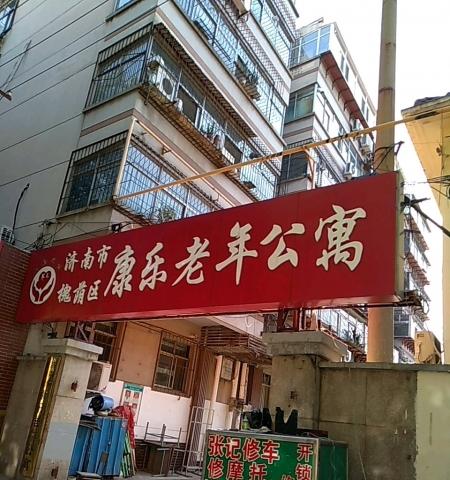 济南市
槐荫区
康乐老年公寓
张记修车 开
修摩托 锁